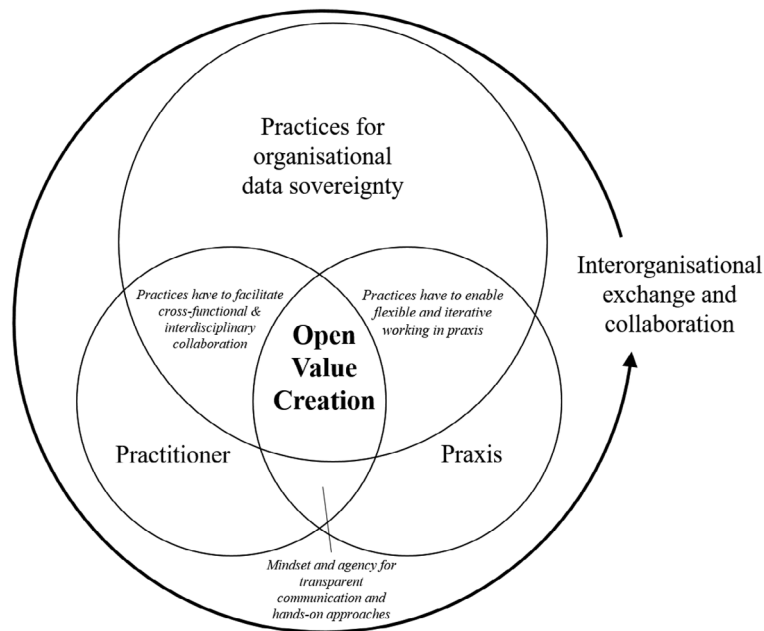 Practices for
organisational
data sovereignty
Practices have to facilitate
cross-functional &
interdisciplinary
collaboration
Practices have to enable
flexible and iterative
working in praxis
Open
Value
Creation
Interorganisational
exchange and
collaboration
Practitioner
Praxis
Mindset and agency for
transparent
communication and
hands-on approaches